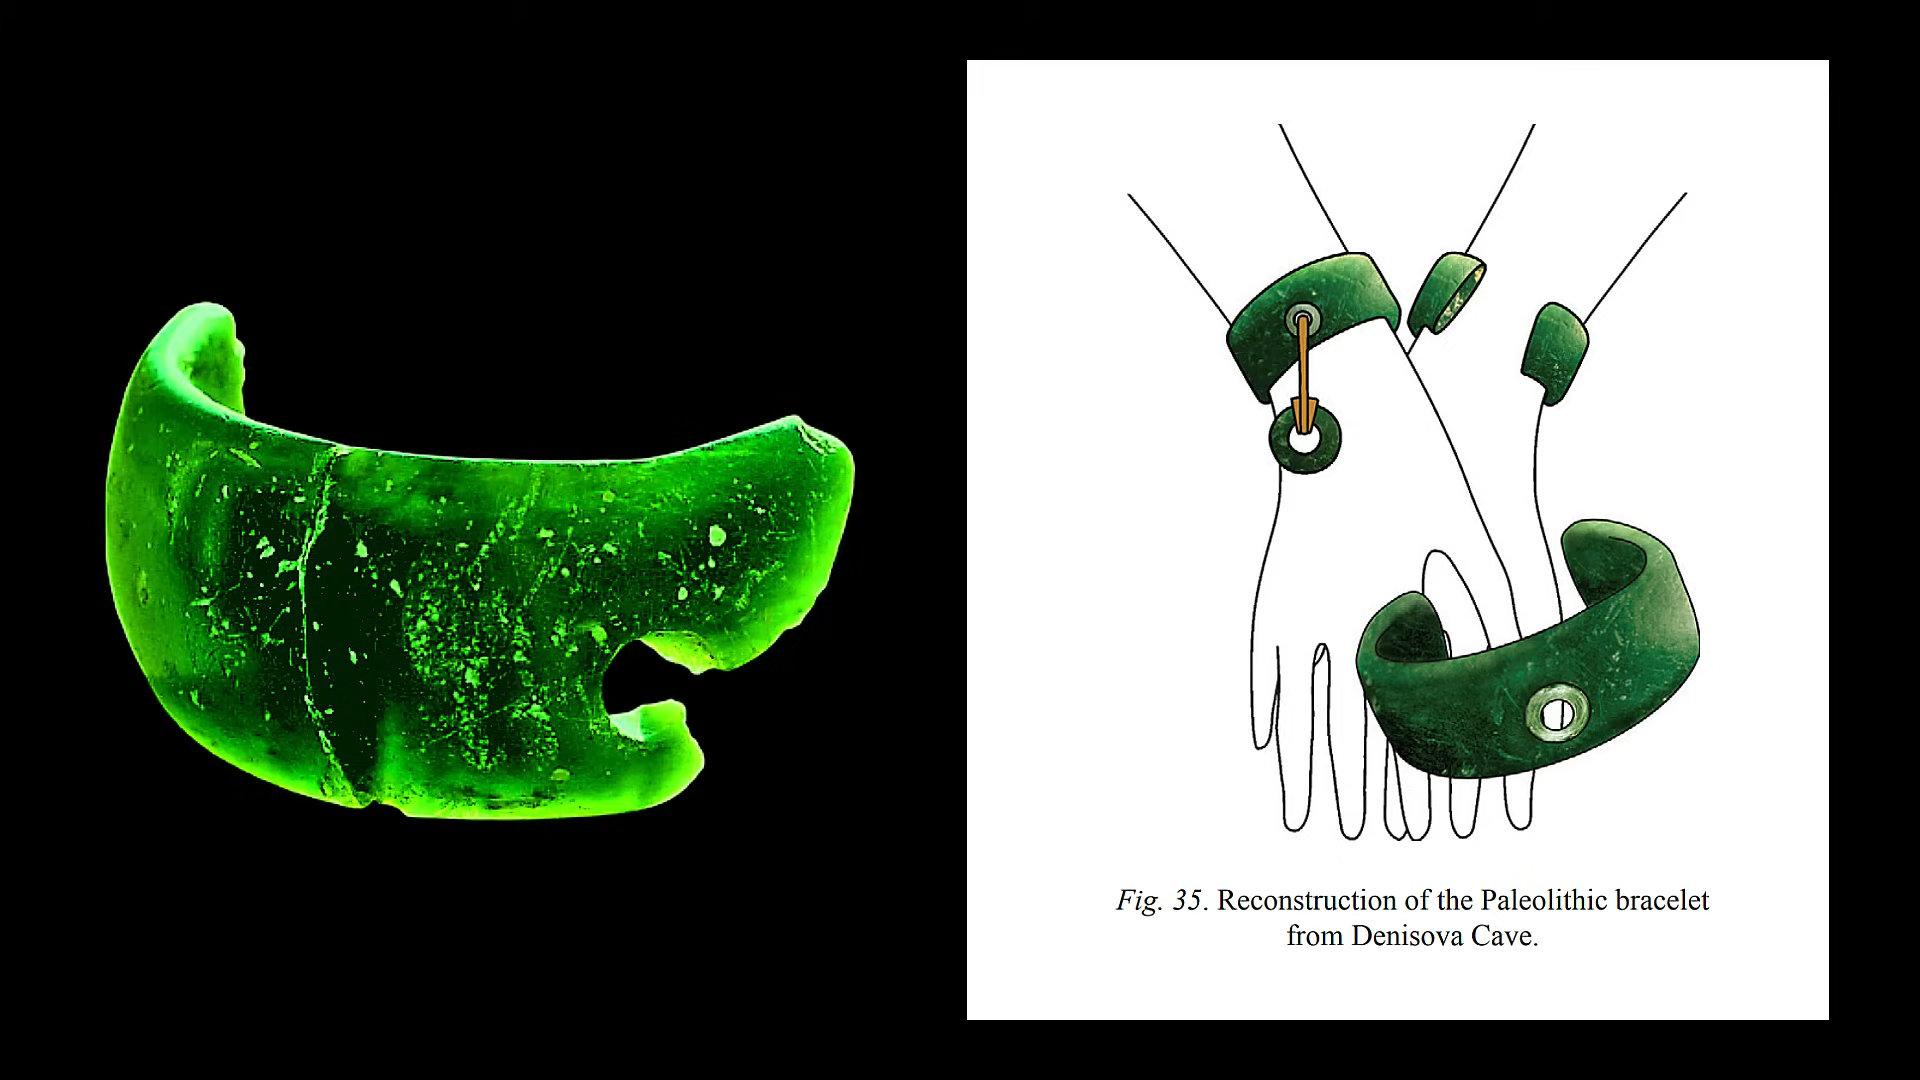 Fig. 35. Reconstruction of the Paleolithic bracelet
from Denisova Cave.